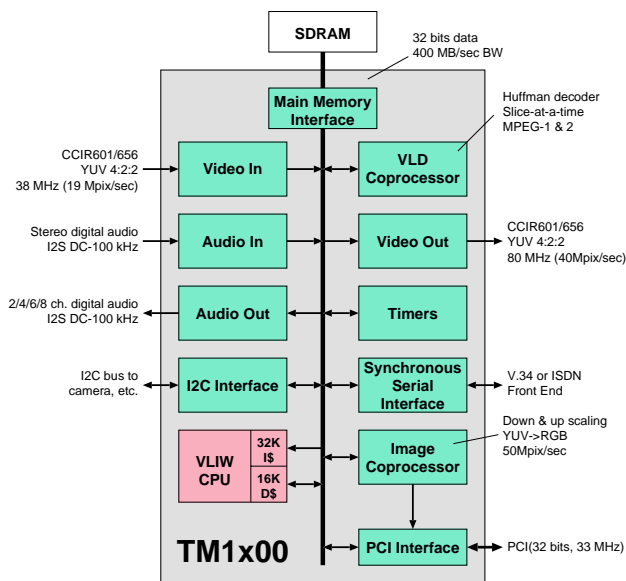 SDRAM
32 bits data
400 MB/sec BW
Main Memory
Interface
Huffman decoder
Slice-at-a-time
MPEG-1 & 2
CCIR601/656
YUV 4:2:2
38 MHz (19 Mpix/sec)
Video In
VLD
Coprocessor
Stereo digital audio
I2S DC-100 kHz
Audio In
Video Out
CCIR601/656
YUV 4:2:2
80 MHz (40Mpix/sec)
2/4/6/8 ch. digital audio
I2S DC-100 kHz
Audio Out
Timers
I2C bus to
camera, etc.
I2C Interface
Synchronous
Serial
Interface
V.34 or ISDN
Front End
Down & up scaling
YUV->RGB
50Mpix/sec
VLIW
CPU
32K
I$
16K
D$
Image
Coprocessor
TM1x00
PCI Interface
PCI(32 bits, 33 MHz)